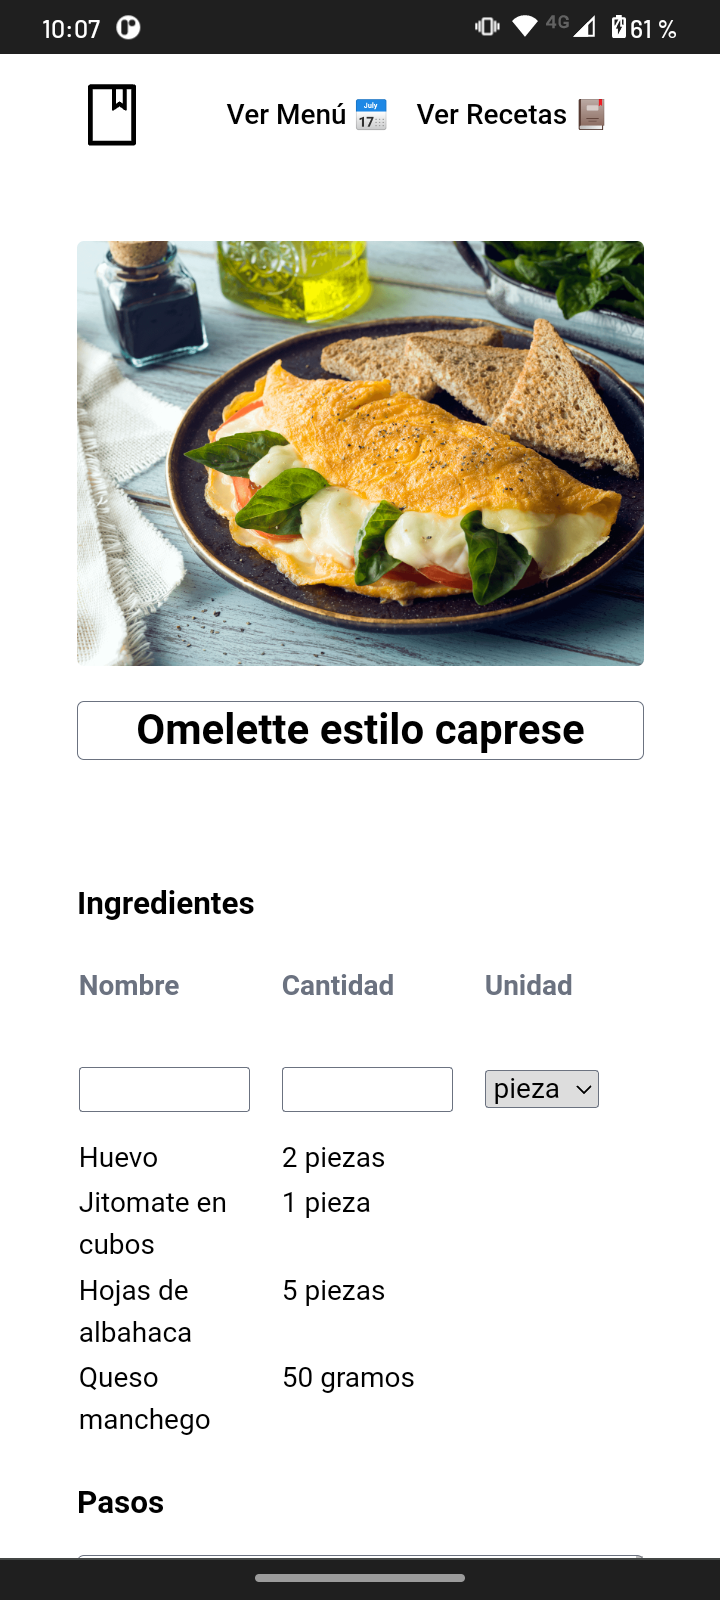 10:07 4G 61 %
Ver Menú July 17 Ver Recetas
Omelette estilo caprese
Ingredientes
Nombre Cantidad Unidad
pieza
Huevo 2 piezas
Jitomate en 1 pieza
cubos
Hojas de 5 piezas
albahaca
Queso 50 gramos
manchego
Pasos